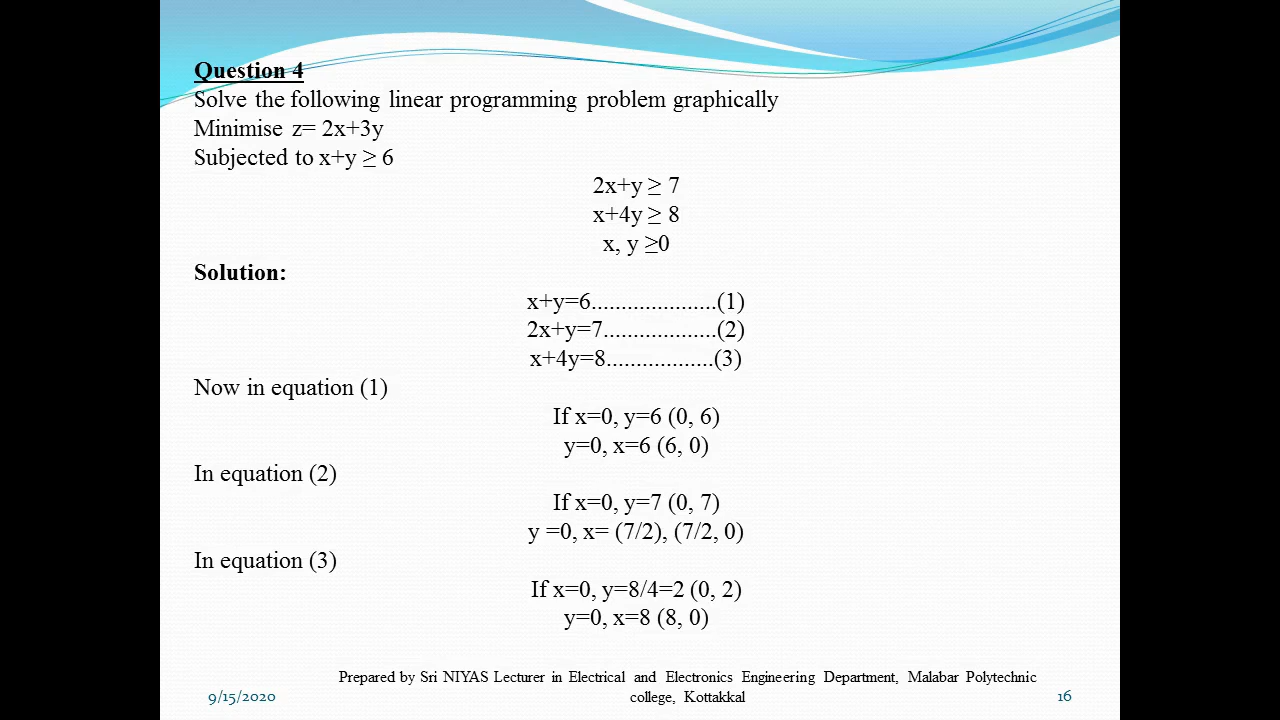 Question 4
Solve the following linear programming problem graphically
Minimise z= 2x+3y
Subjected to x+y ≥ 6
2x+y ≥ 7
x+4y ≥ 8
x, y ≥0
Solution:
x+y=6.....................(1)
2x+y=7...................(2)
x+4y=8..................(3)
Now in equation (1)
If x=0, y=6 (0, 6)
y=0, x=6 (6, 0)
In equation (2)
If x=0, y=7 (0, 7)
y =0, x= (7/2), (7/2, 0)
In equation (3)
If x=0, y=8/4=2 (0, 2)
y=0, x=8 (8, 0)
Prepared by Sri NIYAS Lecturer in Electrical and Electronics Engineering Department, Malabar Polytechnic
college, Kottakkal
9/15/2020
16